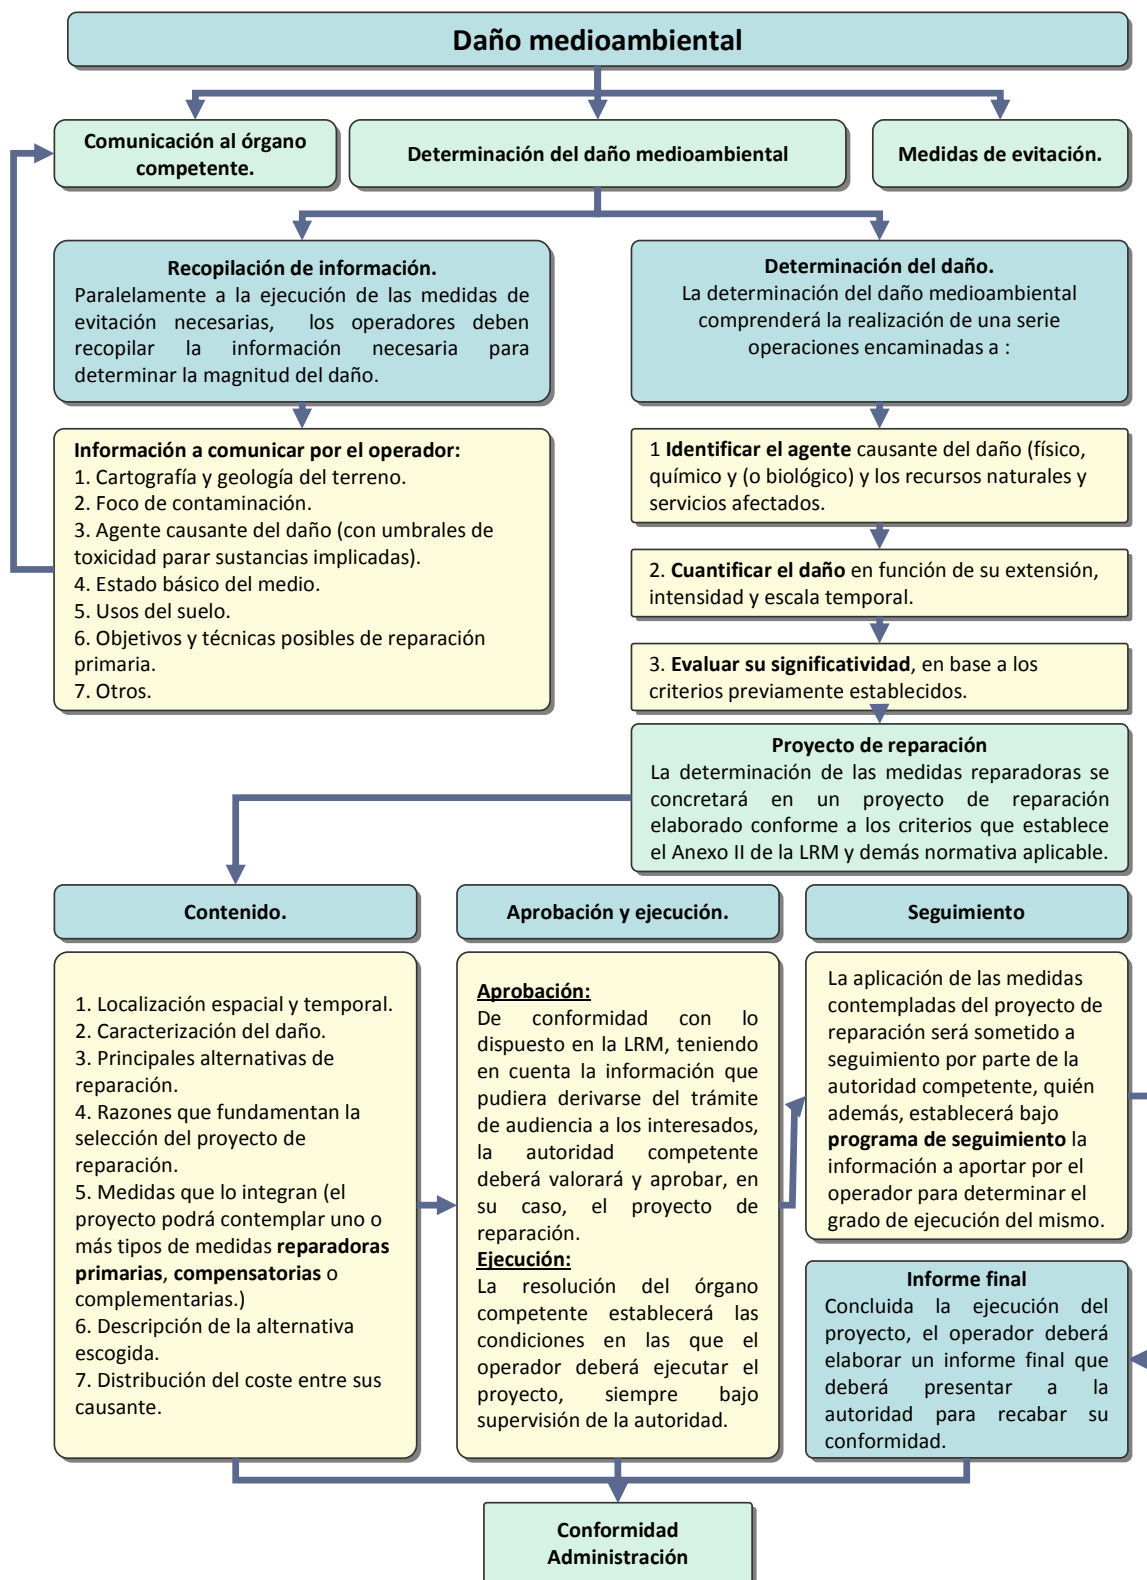 Daño medioambiental
Comunicación al órgano
competente.
Determinación del daño medioambiental
Medidas de evitación.
Recopilación de información.
Paralelamente a la ejecución de las medidas de
evitación necesarias, los operadores deben
recopilar la información necesaria para
determinar la magnitud del daño.
Determinación del daño.
La determinación del daño medioambiental
comprenderá la realización de una serie
operaciones encaminadas a :
Información a comunicar por el operador:
1. Cartografía y geología del terreno.
2. Foco de contaminación.
3. Agente causante del daño (con umbrales de
toxicidad parar sustancias implicadas).
4. Estado básico del medio.
5. Usos del suelo.
6. Objetivos y técnicas posibles de reparación
primaria.
7. Otros.
1 Identificar el agente causante del daño (físico,
químico y (o biológico) y los recursos naturales y
servicios afectados.
2. Cuantificar el daño en función de su extensión,
intensidad y escala temporal.
3. Evaluar su significatividad, en base a los
criterios previamente establecidos.
Proyecto de reparación
La determinación de las medidas reparadoras se
concretará en un proyecto de reparación
elaborado conforme a los criterios que establece
el Anexo II de la LRM y demás normativa aplicable.
Contenido.
1. Localización espacial y temporal.
2. Caracterización del daño.
3. Principales alternativas de
reparación.
4. Razones que fundamentan la
selección del proyecto de
reparación.
5. Medidas que lo integran (el
proyecto podrá contemplar uno o
más tipos de medidas reparadoras
primarias, compensatorias o
complementarias.)
6. Descripción de la alternativa
escogida.
7. Distribución del coste entre sus
causante.
Aprobación y ejecución.
Aprobación:
De conformidad con lo
dispuesto en la LRM, teniendo
en cuenta la información que
pudiera derivarse del trámite
de audiencia a los interesados,
la autoridad competente
deberá valorará y aprobar, en
su caso, el proyecto de
reparación.
Ejecución:
La resolución del órgano
competente establecerá las
condiciones en las que el
operador deberá ejecutar el
proyecto, siempre bajo
supervisión de la autoridad.
Seguimiento
La aplicación de las medidas
contempladas del proyecto de
reparación será sometido a
seguimiento por parte de la
autoridad competente, quién
además, establecerá bajo
programa de seguimiento la
información a aportar por el
operador para determinar el
grado de ejecución del mismo.
Informe final
Concluida la ejecución del
proyecto, el operador deberá
elaborar un informe final que
deberá presentar a la
autoridad para recabar su
conformidad.
Conformidad
Administración